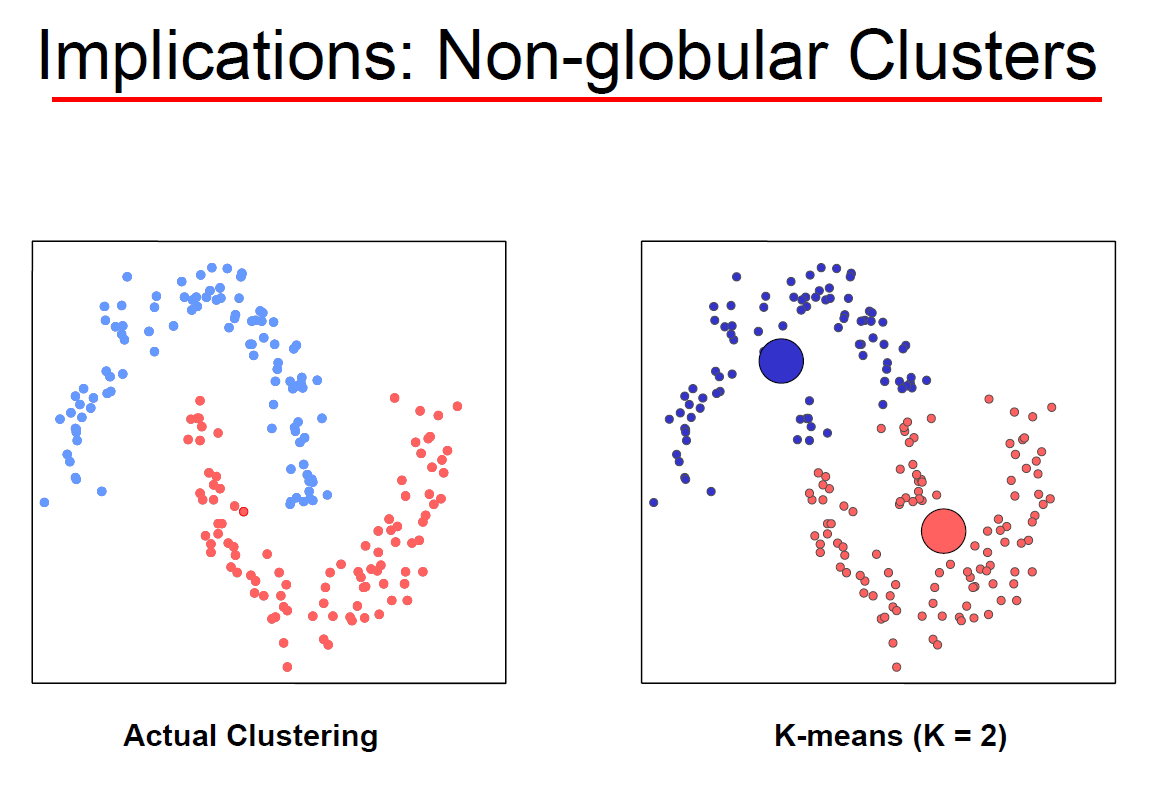 Implications: Non-globular Clusters
Actual Clustering
K-means (K = 2)